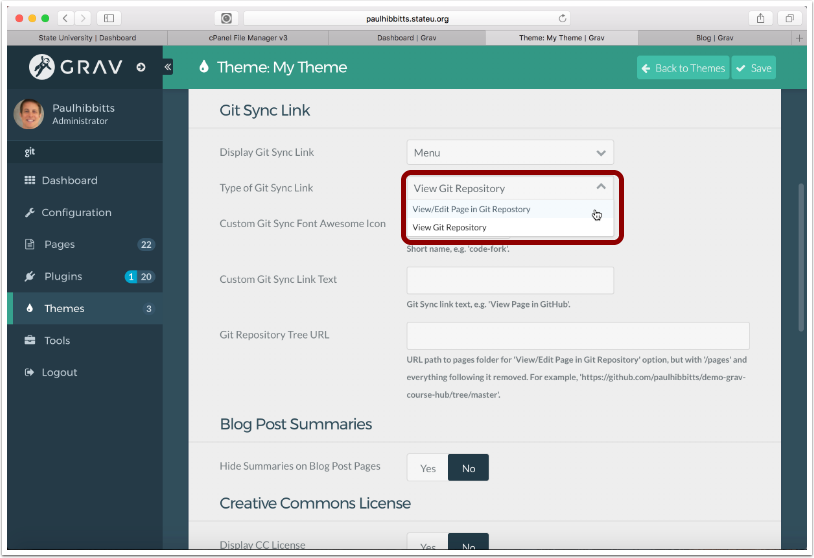 paulhibbitts.stateu.org
State University | Dashboard
cPanel File Manager v3
Dashboard | Grav
Theme: My Theme | Grav
Blog | Grav
GRAV
Theme: My Theme
Back to Themes
Save
Paulhibbitts
Administrator
git
Dashboard
Configuration
Pages 22
Plugins 1 20
Themes 3
Tools
Logout
Git Sync Link
Display Git Sync Link
Menu
Type of Git Sync Link
View Git Repository
View/Edit Page in Git Repostory
View Git Repository
Custom Git Sync Font Awesome Icon
Short name, e.g. 'code-fork'.
Custom Git Sync Link Text
Git Sync link text, e.g. 'View Page in GitHub'.
Git Repository Tree URL
URL path to pages folder for 'View/Edit Page in Git Repository' option, but with '/pages' and
everything following it removed. For example, 'https://github.com/paulhibbitts/demo-grav-
course-hub/tree/master'.
Blog Post Summaries
Hide Summaries on Blog Post Pages
Yes No
Creative Commons License
Display CC License
Yes No